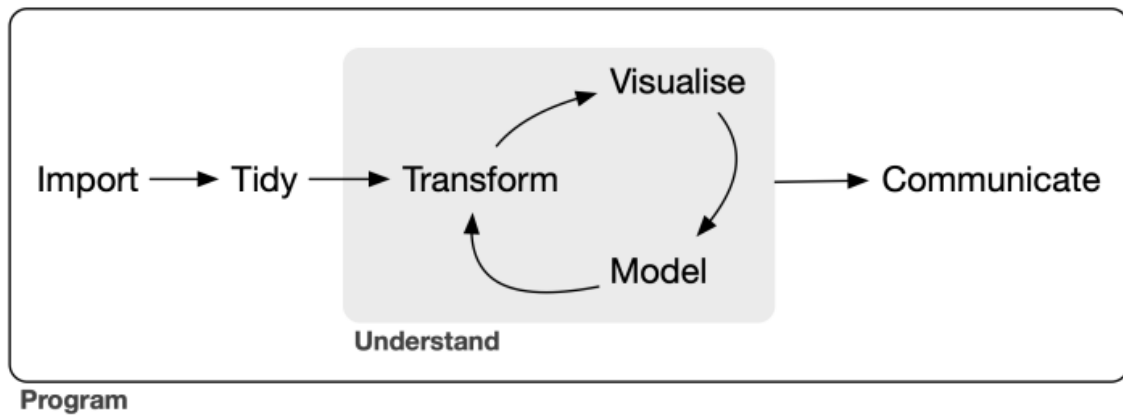 Visualise
Import Tidy Transform Communicate
Model
Understand
Program